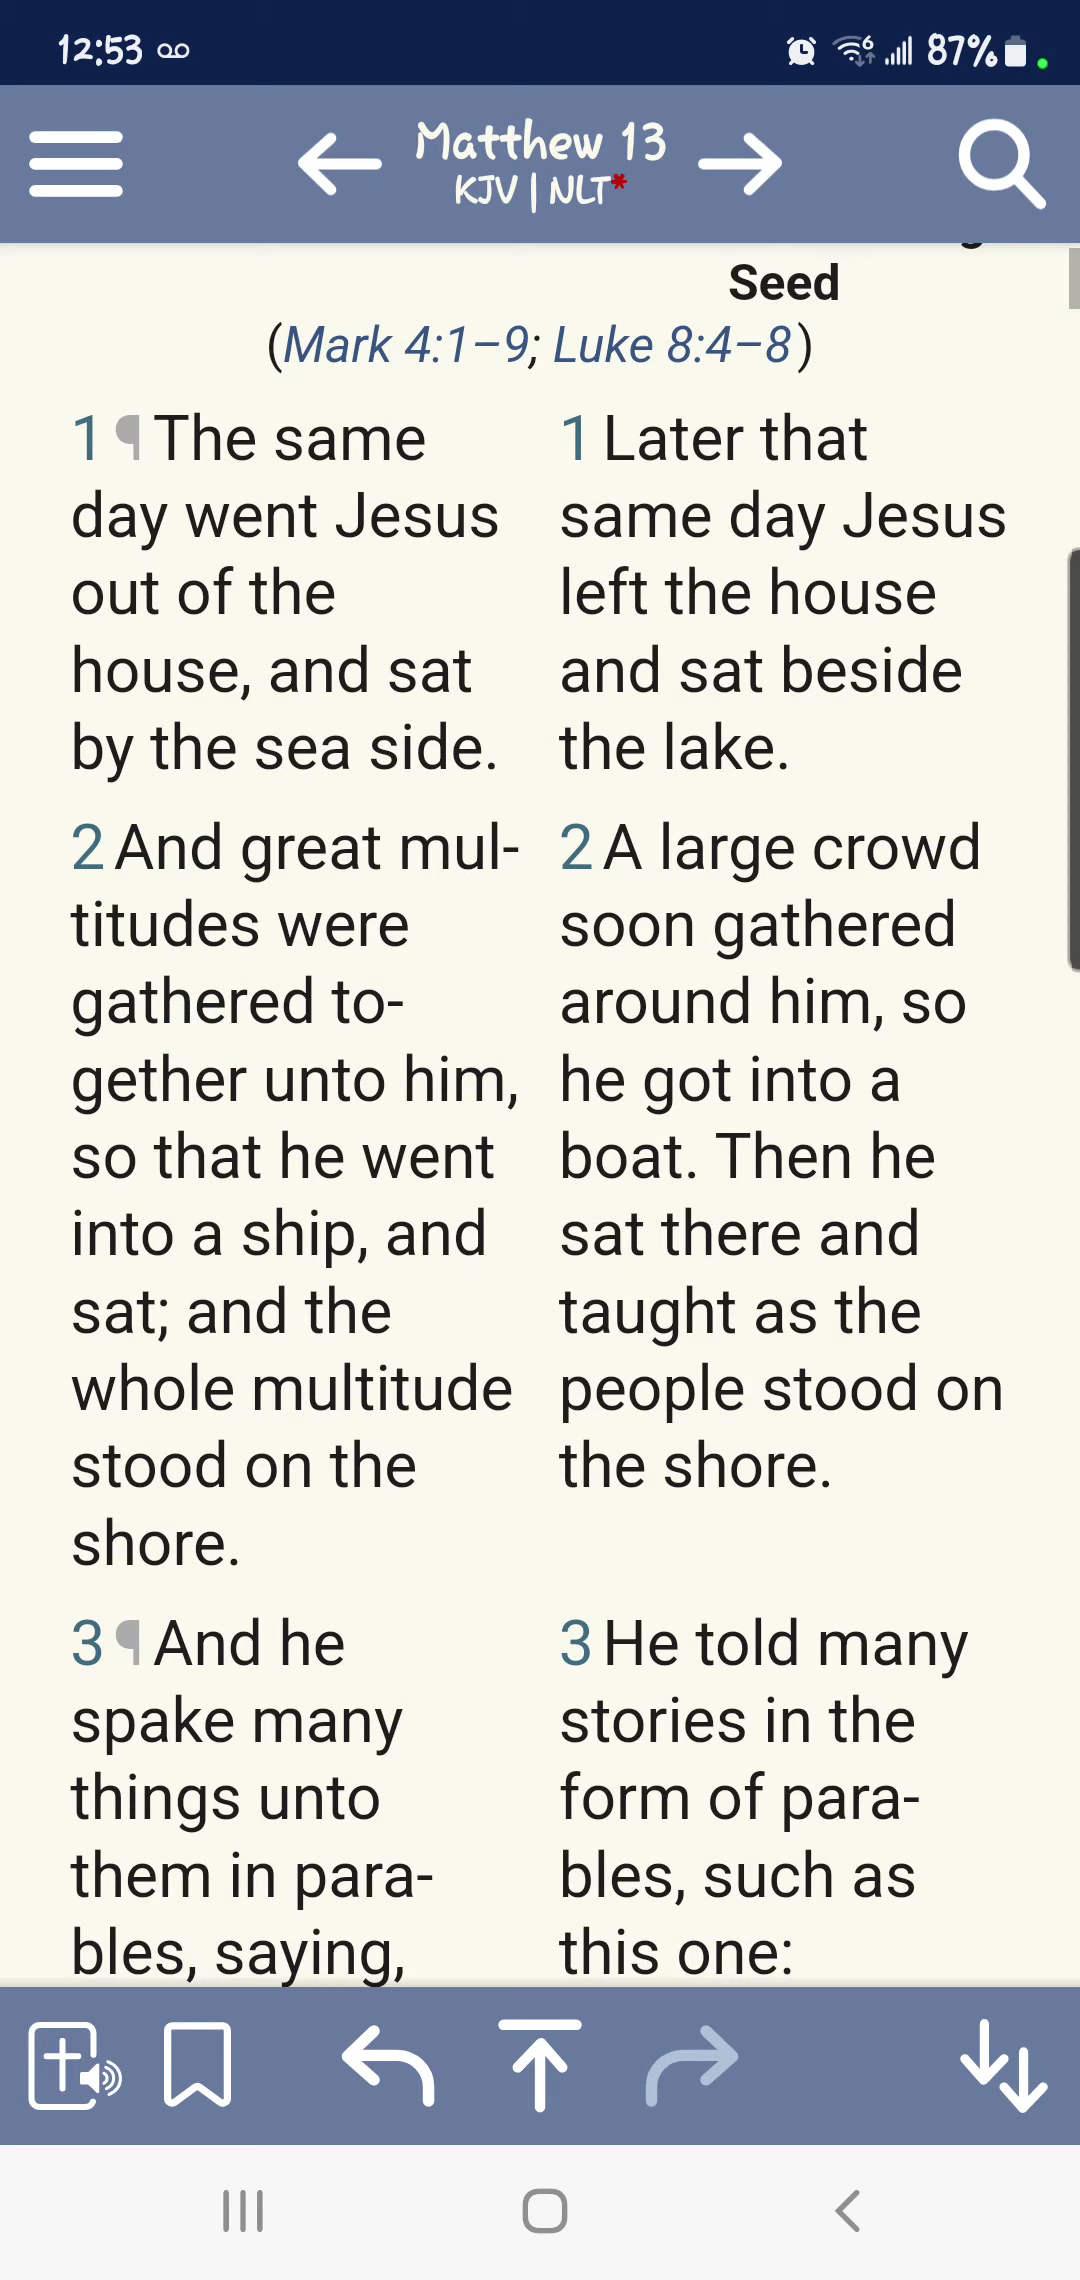 12:53
6 87%
Matthew 13
KJV | NLT*
Seed
(Mark 4:1–9; Luke 8:4–8)
1 ¶ The same
day went Jesus
out of the
house, and sat
by the sea side.
2 And great mul-
titudes were
gathered to-
gether unto him,
so that he went
into a ship, and
sat; and the
whole multitude
stood on the
shore.
3 ¶ And he
spake many
things unto
them in para-
bles, saying,
1 Later that
same day Jesus
left the house
and sat beside
the lake.
2 A large crowd
soon gathered
around him, so
he got into a
boat. Then he
sat there and
taught as the
people stood on
the shore.
3 He told many
stories in the
form of para-
bles, such as
this one: